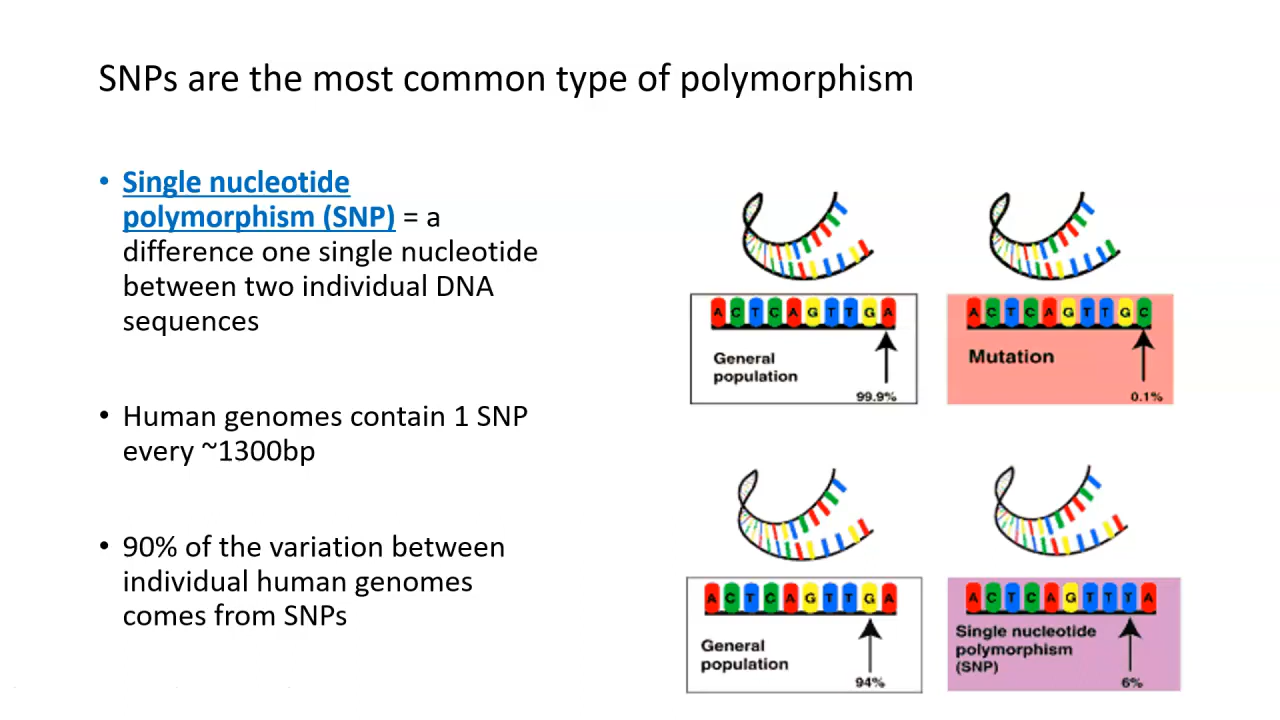 SNPs are the most common type of polymorphism
• Single nucleotide
polymorphism (SNP) = a
difference one single nucleotide
between two individual DNA
sequences
• Human genomes contain 1 SNP
every ~1300bp
• 90% of the variation between
individual human genomes
comes from SNPs
A C T C A G T T G A
General
population
99.9%
A C T C A G T T G C
Mutation
0.1%
A C T C A G T T G A
General
population
94%
A C T C A G T T T A
Single nucleotide
polymorphism
(SNP)
6%